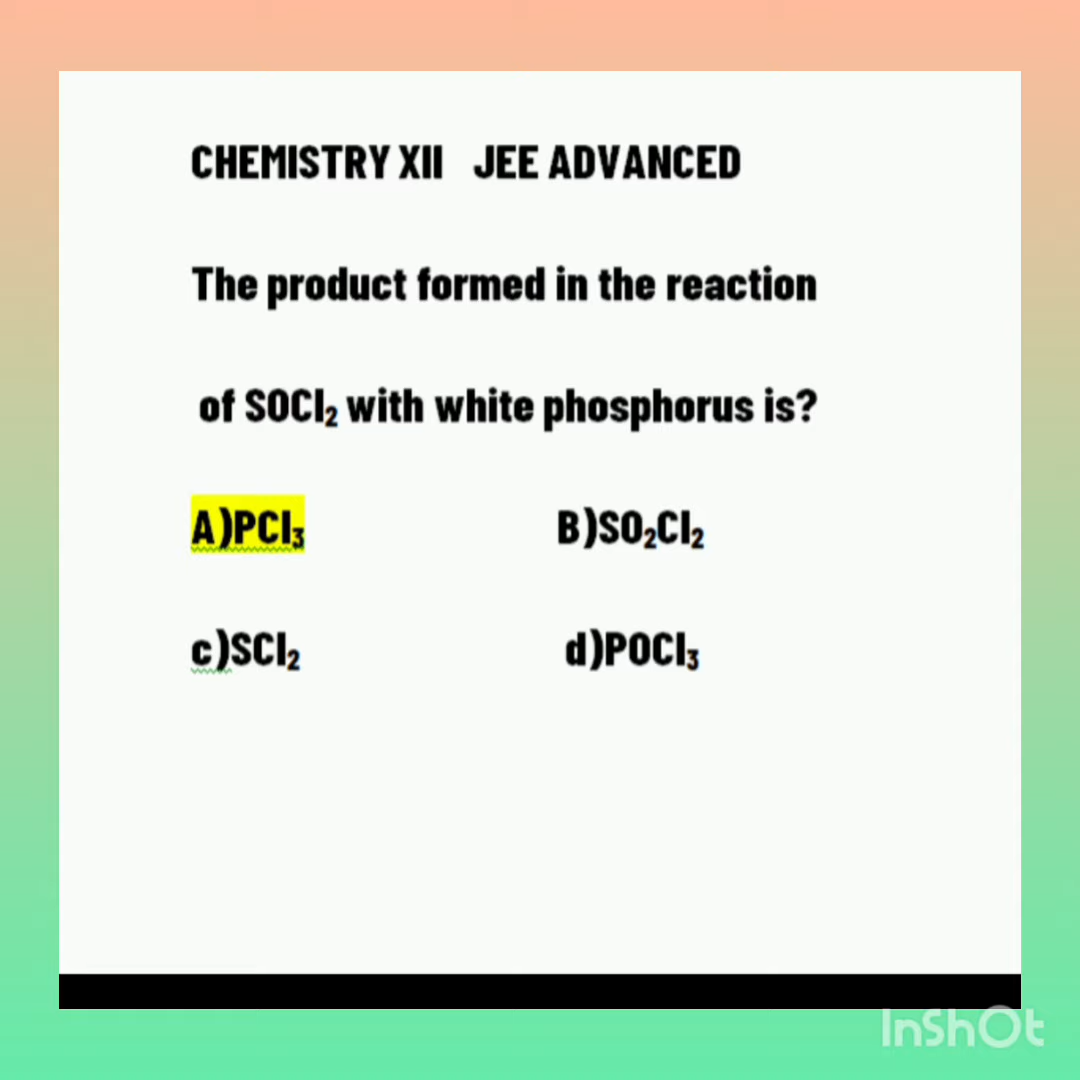 CHEMISTRY XII JEE ADVANCED
The product formed in the reaction
of SOCl₂ with white phosphorus is?
A)PCl₃ B)SO₂Cl₂
c)SCl₂ d)POCl₃
InShOt